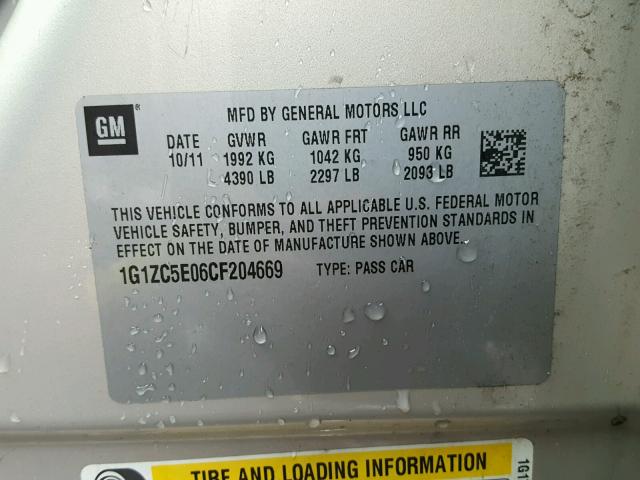 GM ®
MFD BY GENERAL MOTORS LLC
DATE GVWR GAWR FRT GAWR RR
10/11 1992 KG 1042 KG 950 KG
4390 LB 2297 LB 2093 LB
THIS VEHICLE CONFORMS TO ALL APPLICABLE U.S. FEDERAL MOTOR
VEHICLE SAFETY, BUMPER, AND THEFT PREVENTION STANDARDS IN
EFFECT ON THE DATE OF MANUFACTURE SHOWN ABOVE.
1G1ZC5E06CF204669 TYPE: PASS CAR
TIRE AND LOADING INFORMATION
1G1